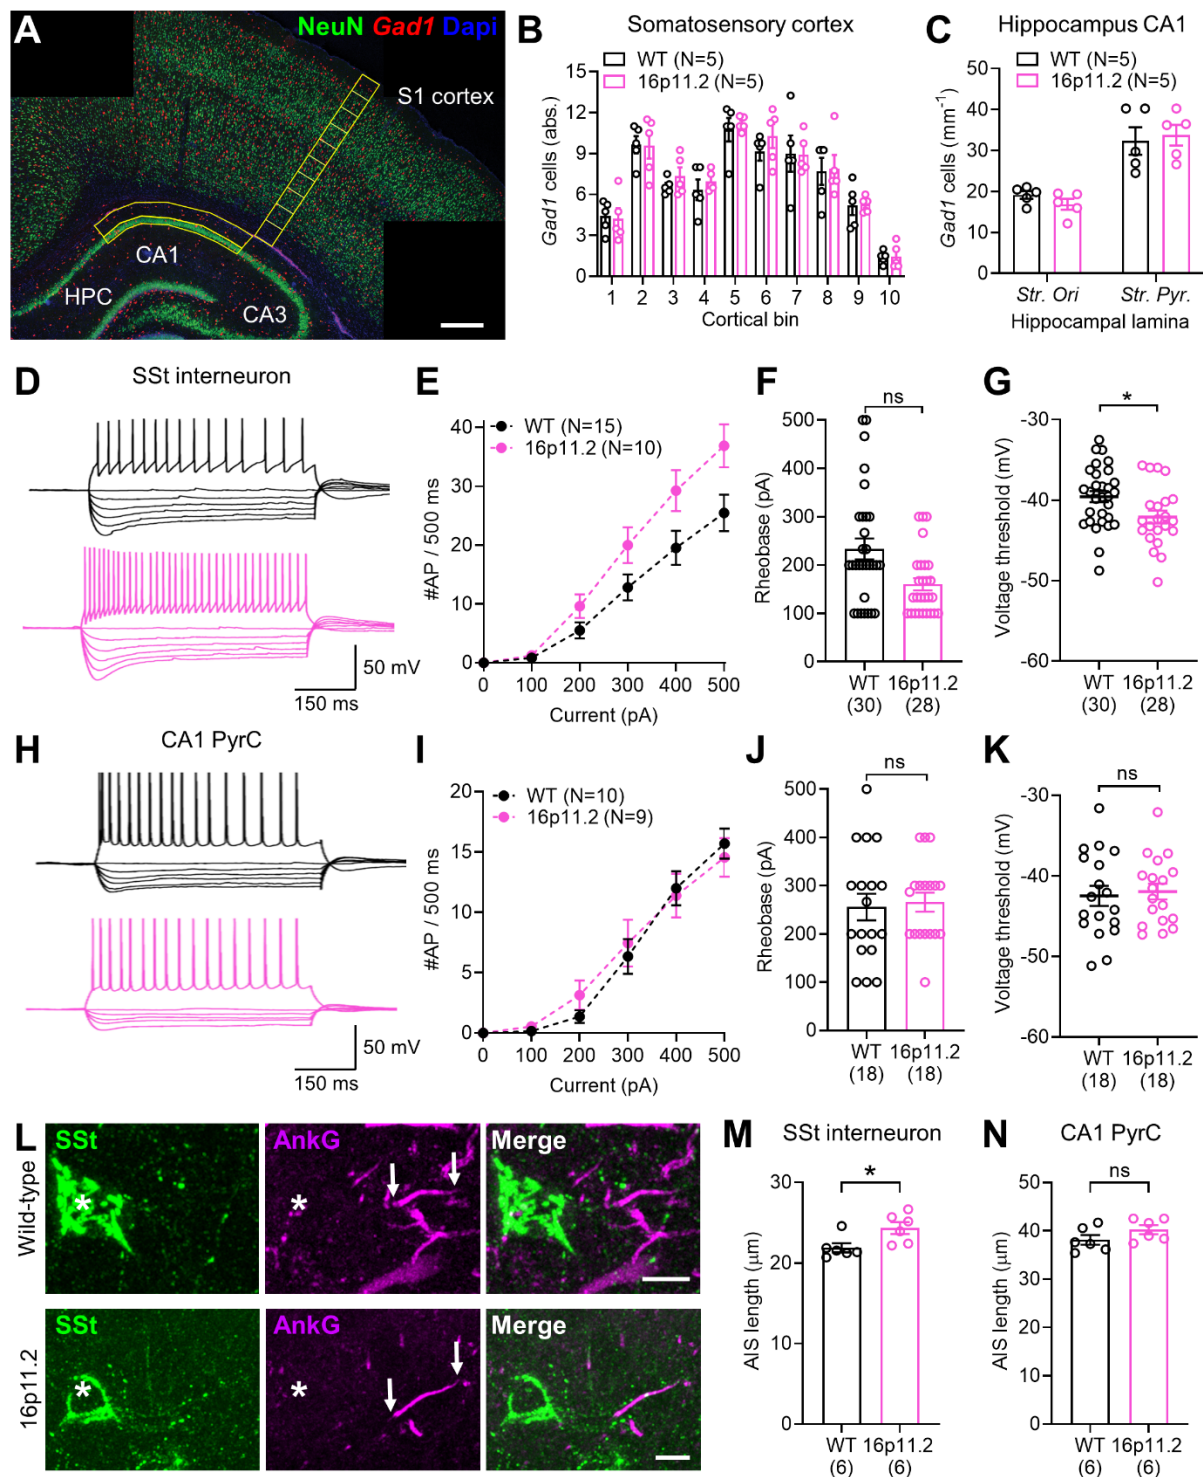 A
NeuN Gad1 Dapi
S1 cortex
CA1
HPC
CA3
B
Somatosensory cortex
WT (N=5)
16p11.2 (N=5)
Gad1 cells (abs.)
15
12
9
6
3
0
1 2 3 4 5 6 7 8 9 10
Cortical bin
C
Hippocampus CA1
WT (N=5)
16p11.2 (N=5)
Gad1 cells (mm-1)
50
40
30
20
10
0
Str. Ori Str. Pyr.
Hippocampal lamina
D
SSt interneuron
50 mV
150 ms
E
WT (N=15)
16p11.2 (N=10)
#AP / 500 ms
40
30
20
10
0
0 100 200 300 400 500
Current (pA)
F
ns
Rheobase (pA)
500
400
300
200
100
0
WT 16p11.2
(30) (28)
G
*
Voltage threshold (mV)
-30
-40
-50
-60
WT 16p11.2
(30) (28)
H
CA1 PyrC
50 mV
150 ms
I
WT (N=10)
16p11.2 (N=9)
#AP / 500 ms
20
15
10
5
0
0 100 200 300 400 500
Current (pA)
J
ns
Rheobase (pA)
500
400
300
200
100
0
WT 16p11.2
(18) (18)
K
ns
Voltage threshold (mV)
-30
-40
-50
-60
WT 16p11.2
(18) (18)
L
Wild-type
SSt
*
AnkG
*
Merge
16p11.2
SSt
*
AnkG
*
Merge
M
SSt interneuron
*
AIS length (μm)
30
20
10
0
WT 16p11.2
(6) (6)
N
CA1 PyrC
ns
AIS length (μm)
50
40
30
20
10
0
WT 16p11.2
(6) (6)